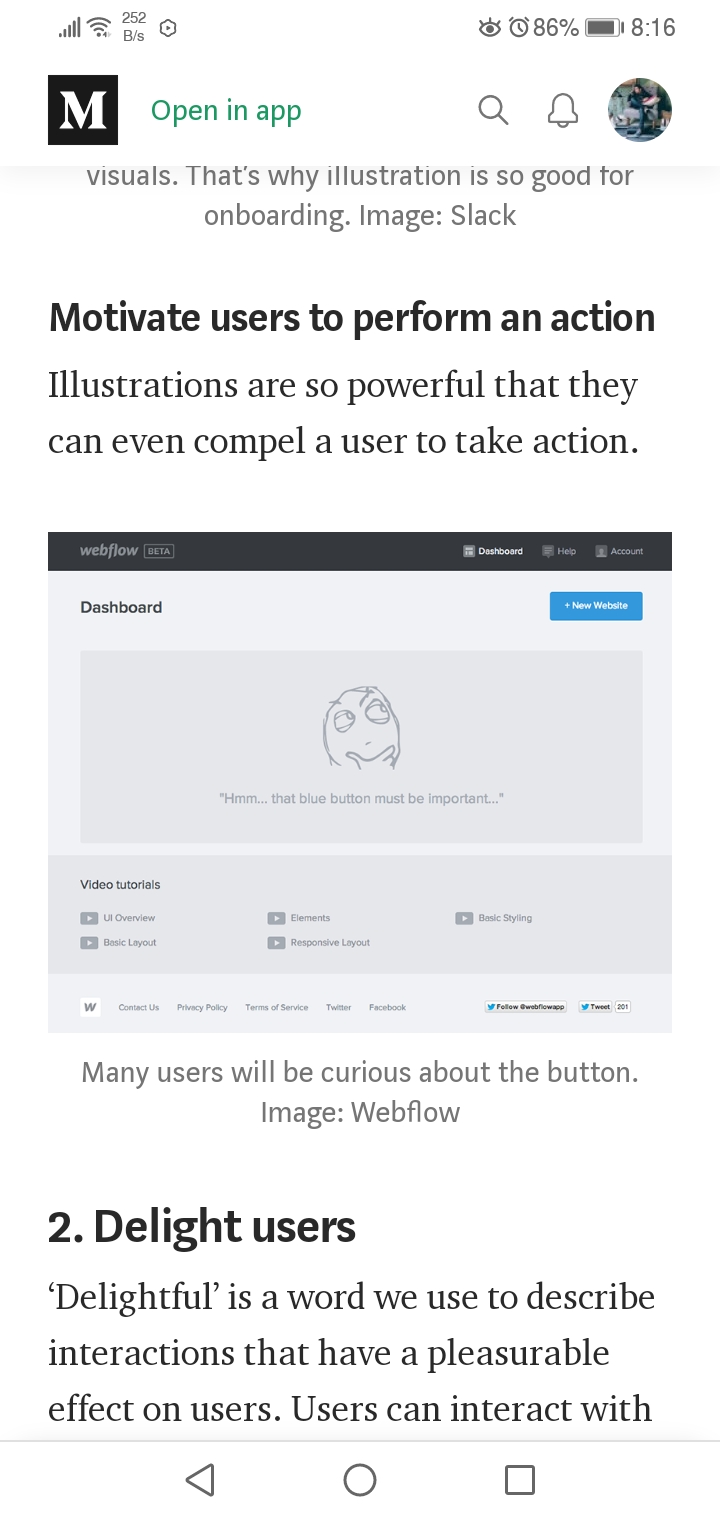 252
B/s
86%
8:16
M
Open in app
visuals. That's why illustration is so good for
onboarding. Image: Slack
Motivate users to perform an action
Illustrations are so powerful that they
can even compel a user to take action.
webflow BETA
Dashboard
Help
Account
Dashboard
+ New Website
"Hmm... that blue button must be important..."
Video tutorials
UI Overview
Elements
Basic Styling
Basic Layout
Responsive Layout
W
Contact Us
Privacy Policy
Terms of Service
Twitter
Facebook
Follow @webflowapp
Tweet
201
Many users will be curious about the button.
Image: Webflow
2. Delight users
‘Delightful’ is a word we use to describe
interactions that have a pleasurable
effect on users. Users can interact with